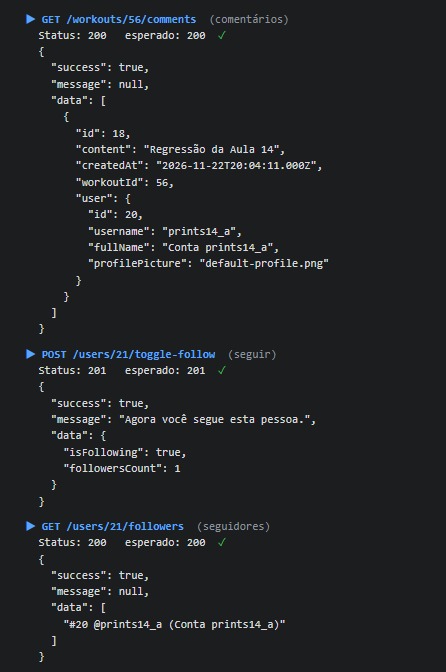 ▶ GET /workouts/56/comments (comentários)
Status: 200 esperado: 200 ✓
{
"success": true,
"message": null,
"data": [
{
"id": 18,
"content": "Regressão da Aula 14",
"createdAt": "2026-11-22T20:04:11.000Z",
"workoutId": 56,
"user": {
"id": 20,
"username": "prints14_a",
"fullName": "Conta prints14_a",
"profilePicture": "default-profile.png"
}
}
]
}
▶ POST /users/21/toggle-follow (seguir)
Status: 201 esperado: 201 ✓
{
"success": true,
"message": "Agora você segue esta pessoa.",
"data": {
"isFollowing": true,
"followersCount": 1
}
}
▶ GET /users/21/followers (seguidores)
Status: 200 esperado: 200 ✓
{
"success": true,
"message": null,
"data": [
"#20 @prints14_a (Conta prints14_a)"
]
}